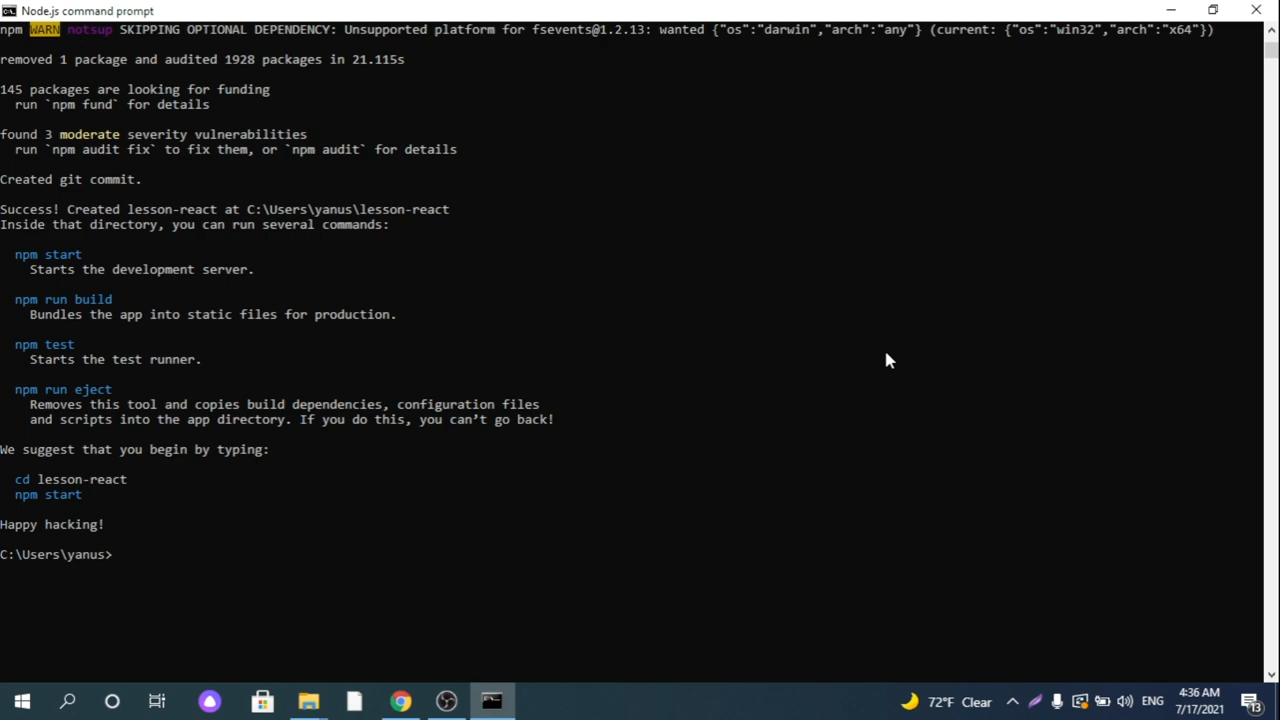 Node.js command prompt
npm WARN notsup SKIPPING OPTIONAL DEPENDENCY: Unsupported platform for fsevents@1.2.13: wanted {"os":"darwin","arch":"any"} (current: {"os":"win32","arch":"x64"})
removed 1 package and audited 1928 packages in 21.115s
145 packages are looking for funding
run `npm fund` for details
found 3 moderate severity vulnerabilities
run `npm audit fix` to fix them, or `npm audit` for details
Created git commit.
Success! Created lesson-react at C:\Users\yanus\lesson-react
Inside that directory, you can run several commands:
npm start
Starts the development server.
npm run build
Bundles the app into static files for production.
npm test
Starts the test runner.
npm run eject
Removes this tool and copies build dependencies, configuration files
and scripts into the app directory. If you do this, you can’t go back!
We suggest that you begin by typing:
cd lesson-react
npm start
Happy hacking!
C:\Users\yanus>
72°F Clear
ENG
4:36 AM
7/17/2021
13